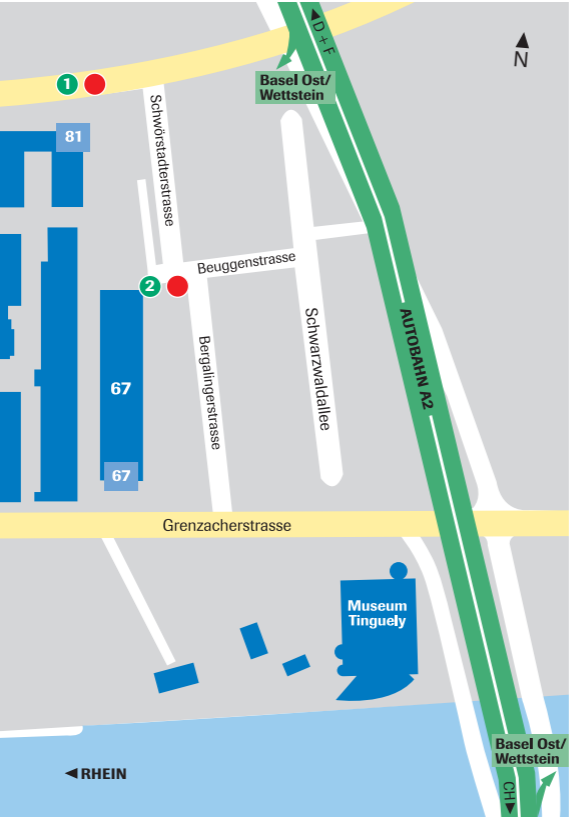 D + F
N
Basel Ost/
Wettstein
1
81
Schwörstadterstrasse
Beuggenstrasse
2
AUTOBAHN A2
Schwarzwaldallee
Bergalingerstrasse
67
67
Grenzacherstrasse
Museum
Tinguely
Basel Ost/
Wettstein
RHEIN
CH